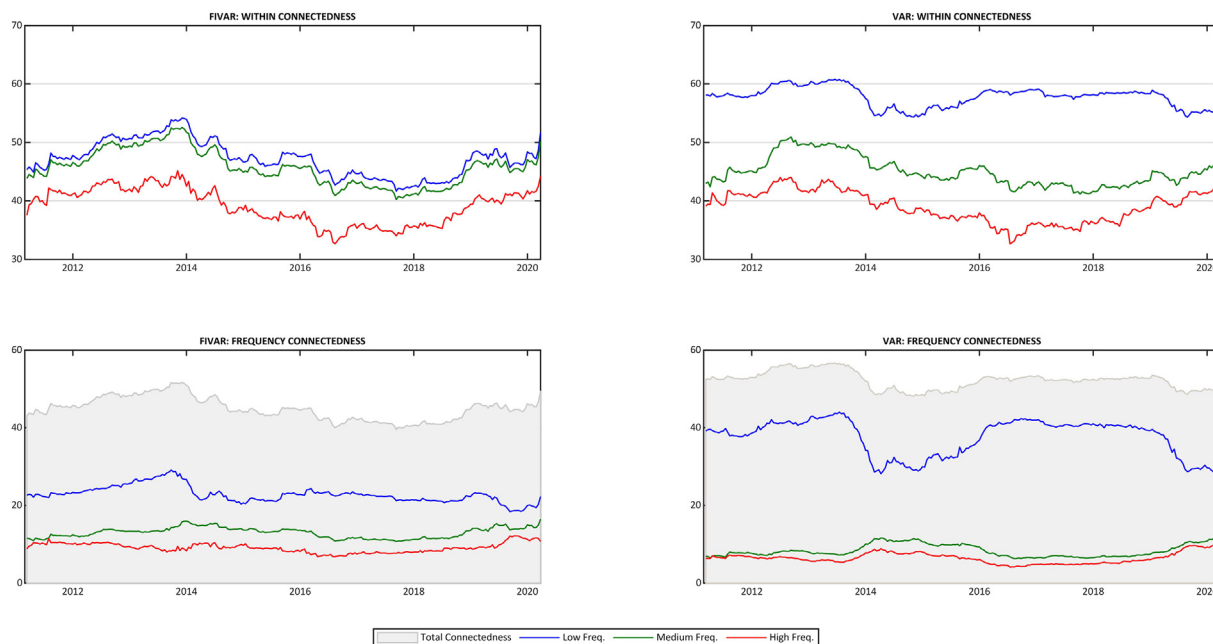 FIVAR: WITHIN CONNECTEDNESS
70
60
50
40
30
2012 2014 2016 2018 2020
VAR: WITHIN CONNECTEDNESS
70
60
50
40
30
2012 2014 2016 2018 2020
FIVAR: FREQUENCY CONNECTEDNESS
60
40
20
0
2012 2014 2016 2018 2020
VAR: FREQUENCY CONNECTEDNESS
60
40
20
0
2012 2014 2016 2018 2020
Total Connectedness Low Freq. Medium Freq. High Freq.